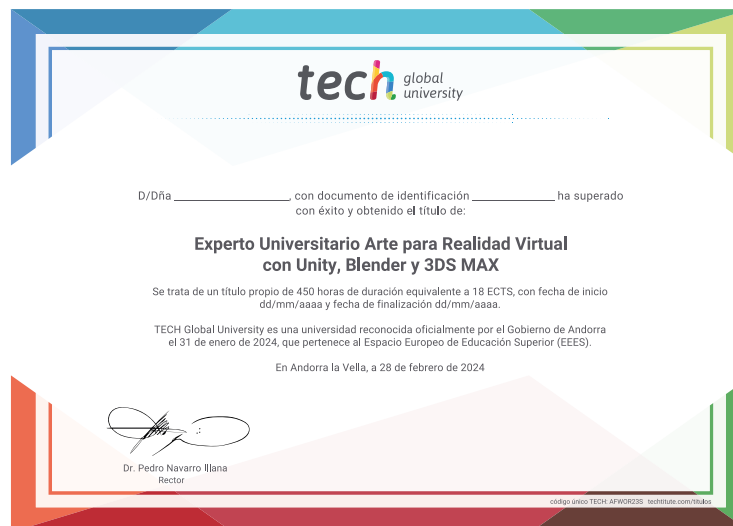 tech global
university
D/Dña ____________________, con documento de identificación ______________ ha superado
con éxito y obtenido el título de:
Experto Universitario Arte para Realidad Virtual
con Unity, Blender y 3DS MAX
Se trata de un título propio de 450 horas de duración equivalente a 18 ECTS, con fecha de inicio
dd/mm/aaaa y fecha de finalización dd/mm/aaaa.
TECH Global University es una universidad reconocida oficialmente por el Gobierno de Andorra
el 31 de enero de 2024, que pertenece al Espacio Europeo de Educación Superior (EEES).
En Andorra la Vella, a 28 de febrero de 2024
Dr. Pedro Navarro Illana
Rector
código único TECH: AFWOR23S techtitute.com/titulos